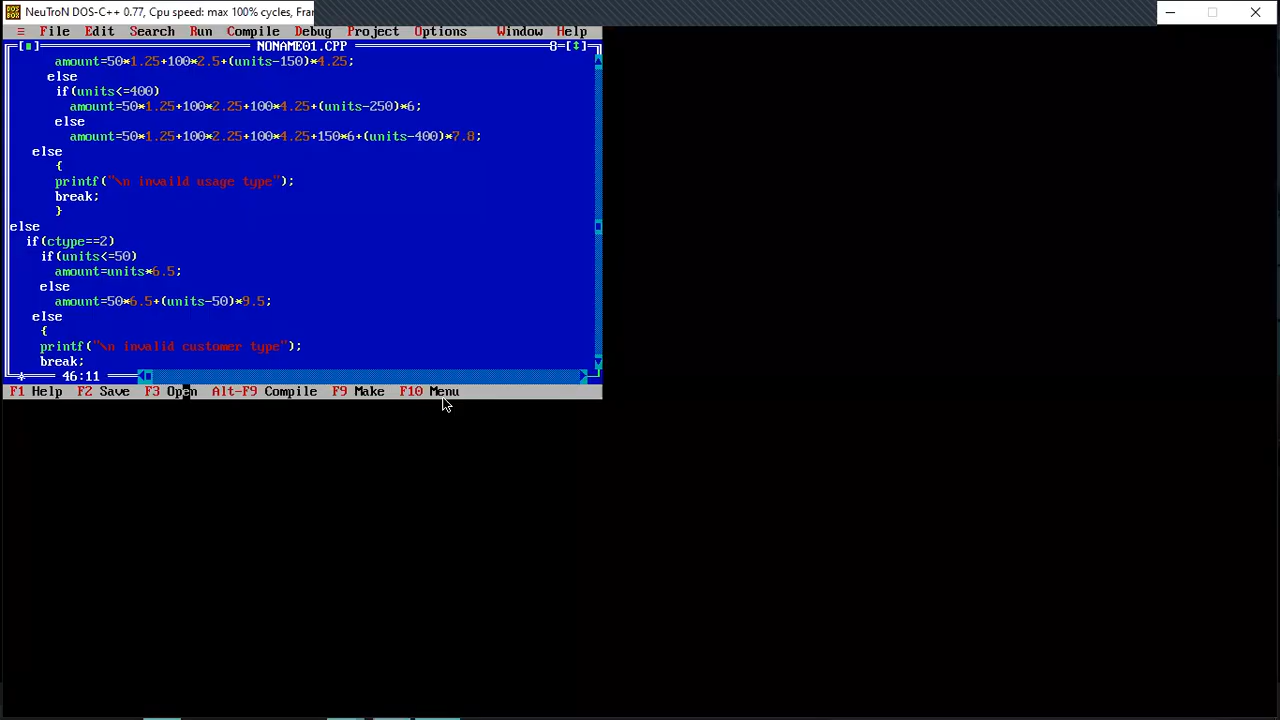 NeuTroN DOS-C++ 0.77, Cpu speed: max 100% cycles, Fran
≡ File Edit Search Run Compile Debug Project Options Window Help
[■] NONAME01.CPP 8=[↕]
amount=50*1.25+100*2.5+(units-150)*4.25;
else
if(units<=400)
amount=50*1.25+100*2.25+100*4.25+(units-250)*6;
else
amount=50*1.25+100*2.25+100*4.25+150*6+(units-400)*7.8;
else
{
printf("\n invaild usage type");
break;
}
else
if(ctype==2)
if(units<=50)
amount=units*6.5;
else
amount=50*6.5+(units-50)*9.5;
else
{
printf("\n invalid customer type");
break;
46:11
F1 Help F2 Save F3 Open Alt-F9 Compile F9 Make F10 Menu